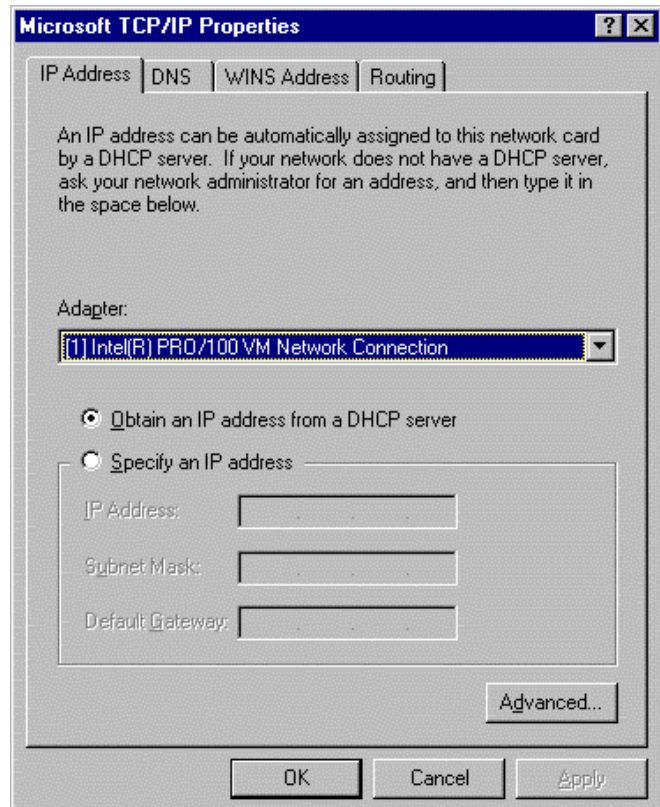 Microsoft TCP/IP Properties
IP Address DNS WINS Address Routing
An IP address can be automatically assigned to this network card
by a DHCP server. If your network does not have a DHCP server,
ask your network administrator for an address, and then type it in
the space below.
Adapter:
[1] Intel(R) PRO/100 VM Network Connection
Obtain an IP address from a DHCP server
Specify an IP address
IP Address:
Subnet Mask:
Default Gateway:
Advanced...
OK Cancel Apply